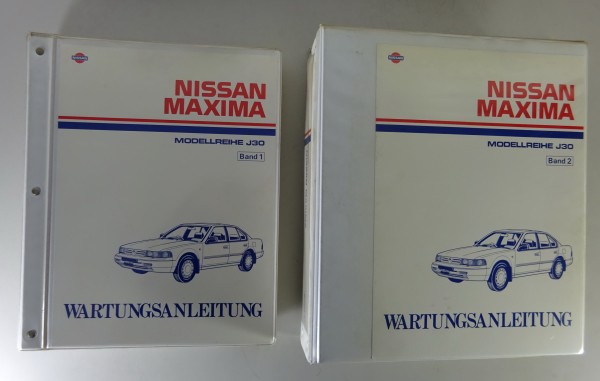 NISSAN
MAXIMA
MODELLREIHE J30
Band 1
WARTUNGSANLEITUNG
NISSAN
MAXIMA
MODELLREIHE J30
Band 2
WARTUNGSANLEITUNG